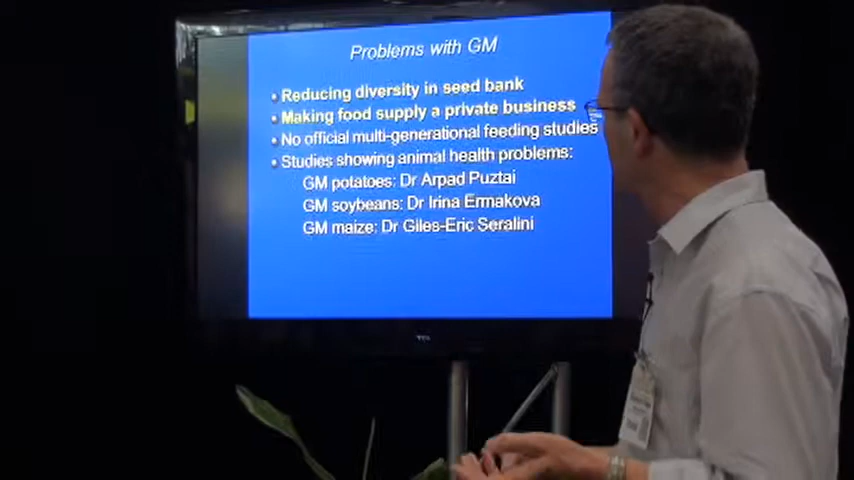 Problems with GM
• Reducing diversity in seed bank
• Making food supply a private business
• No official multi-generational feeding studies
• Studies showing animal health problems:
GM potatoes: Dr Arpad Puztai
GM soybeans: Dr Irina Ermakova
GM maize: Dr Giles-Eric Seralini
TCL